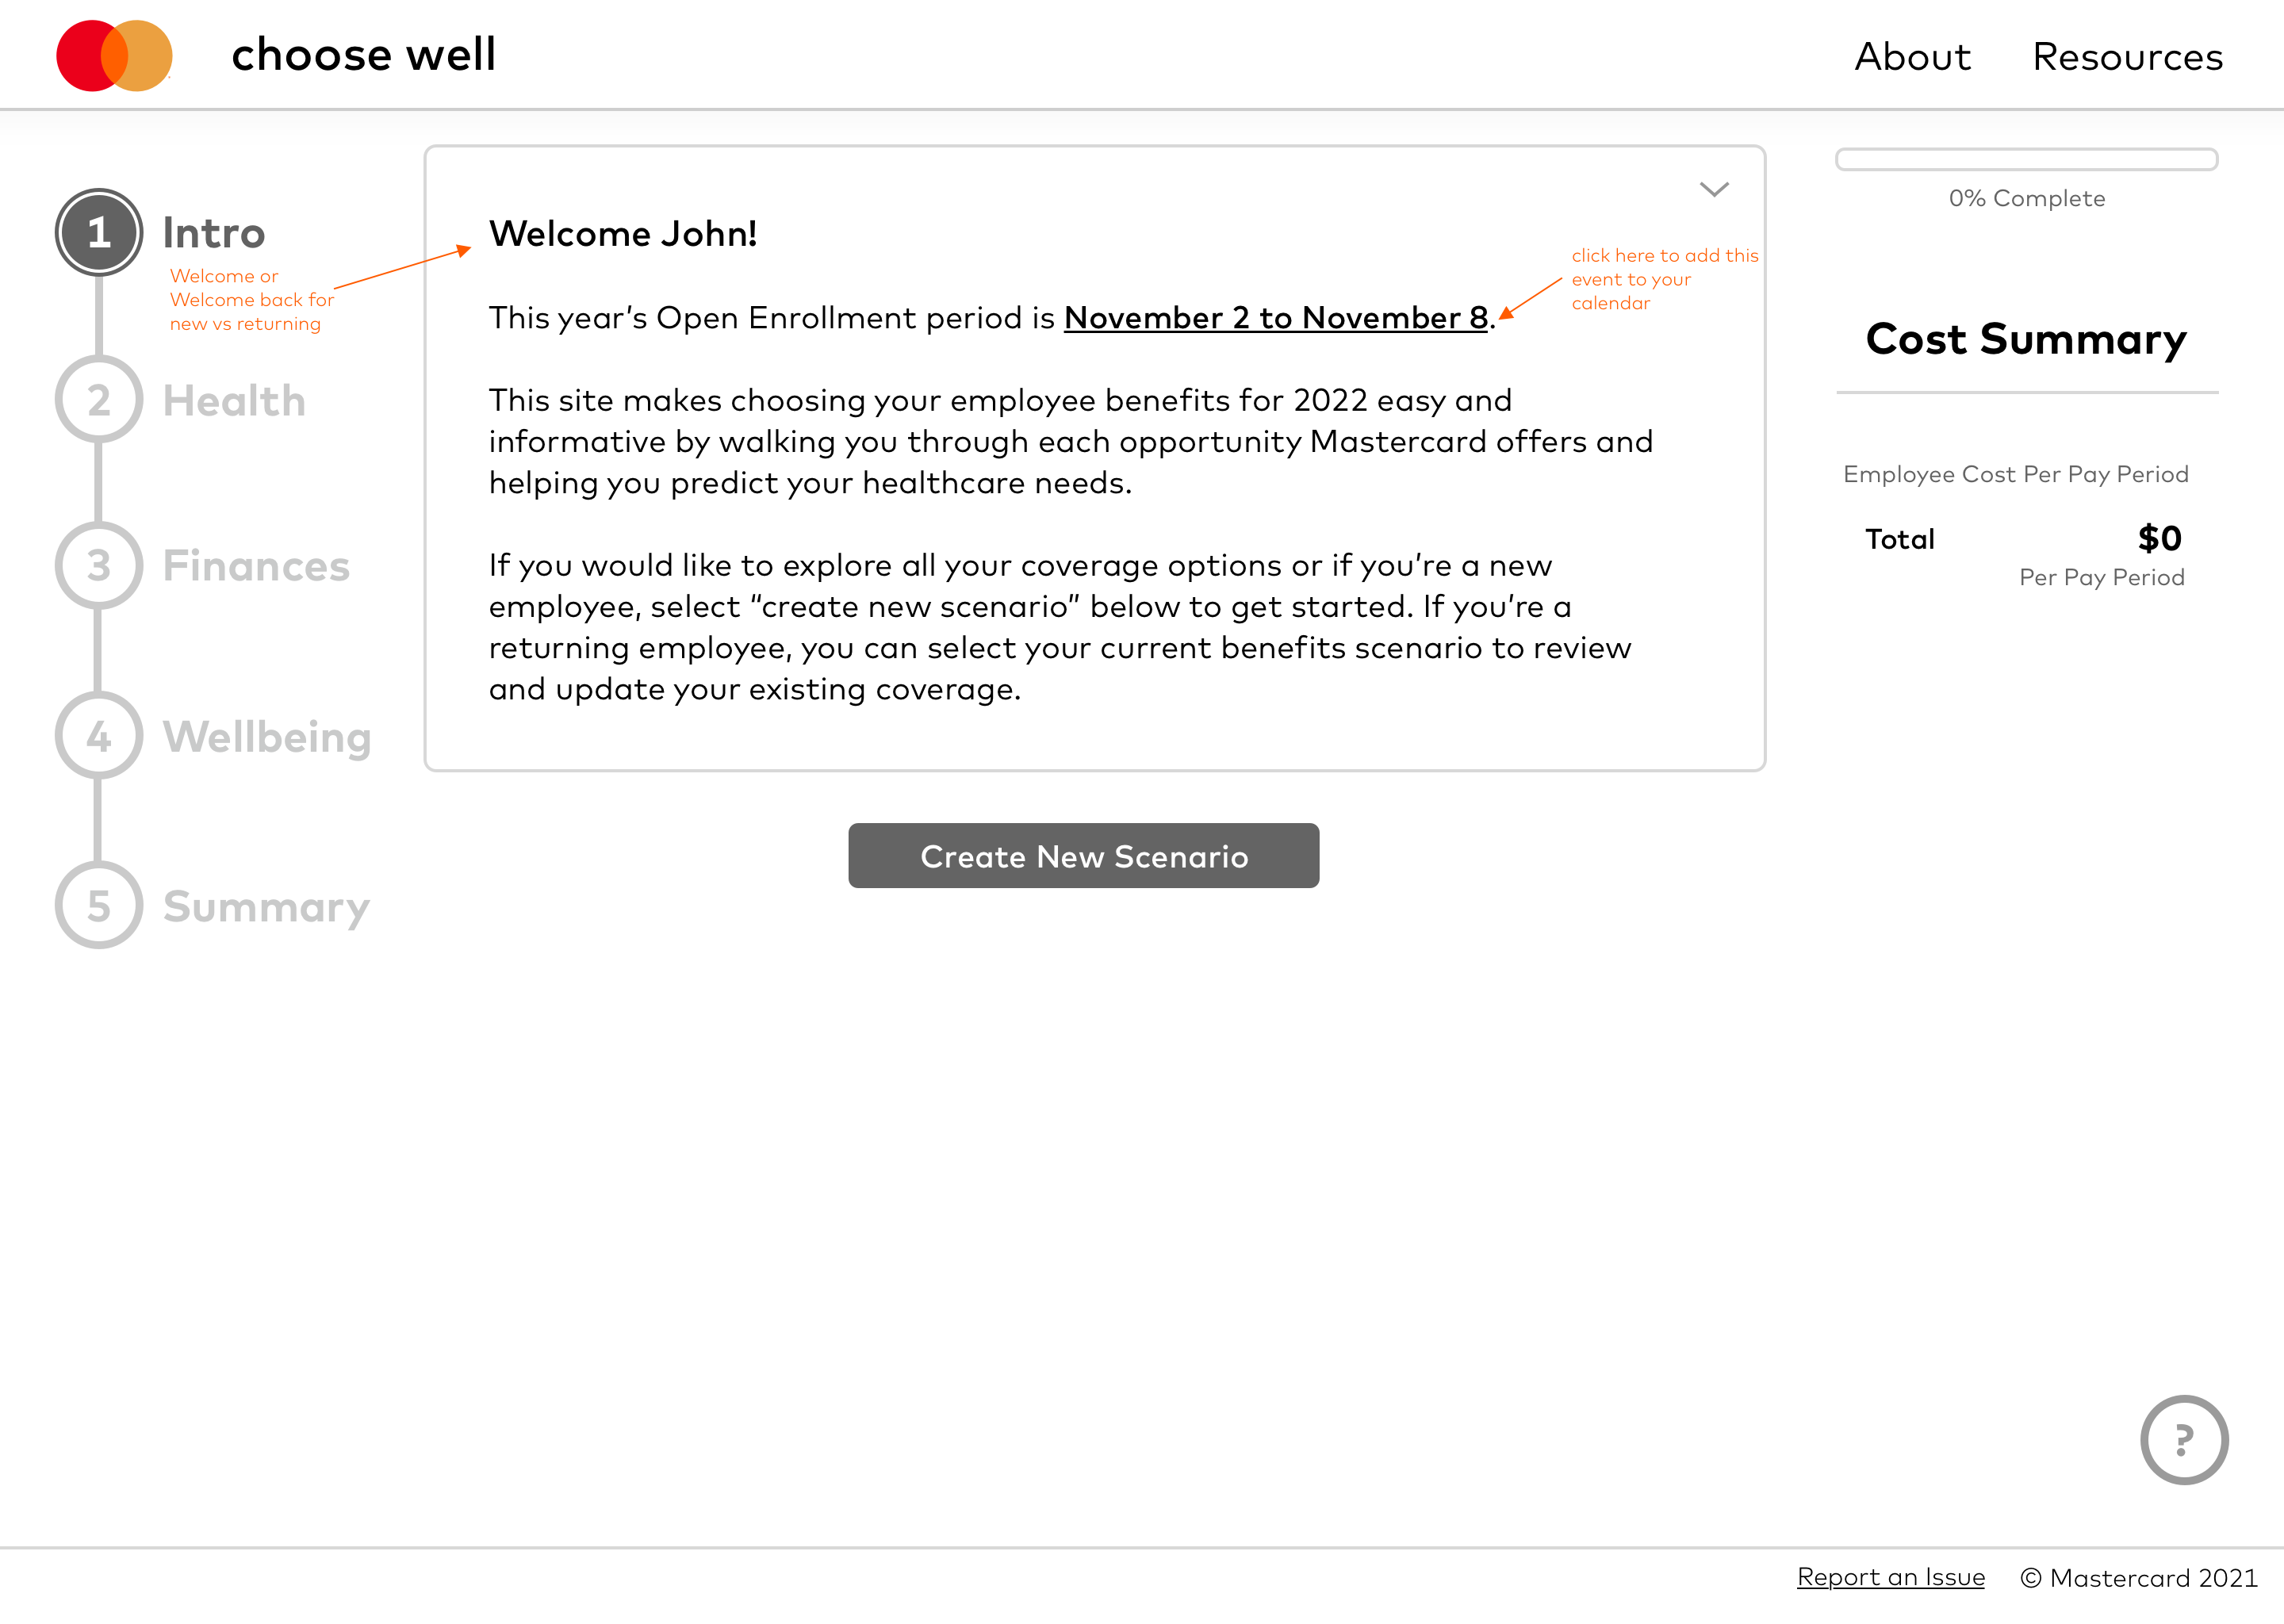 choose well
About
Resources
1
Intro
Welcome or
Welcome back for
new vs returning
2
Health
3
Finances
4
Wellbeing
5
Summary
Welcome John!
click here to add this
event to your
calendar
This year’s Open Enrollment period is November 2 to November 8.
This site makes choosing your employee benefits for 2022 easy and
informative by walking you through each opportunity Mastercard offers and
helping you predict your healthcare needs.
If you would like to explore all your coverage options or if you’re a new
employee, select “create new scenario” below to get started. If you’re a
returning employee, you can select your current benefits scenario to review
and update your existing coverage.
Create New Scenario
0% Complete
Cost Summary
Employee Cost Per Pay Period
Total $0
Per Pay Period
?
Report an Issue
© Mastercard 2021